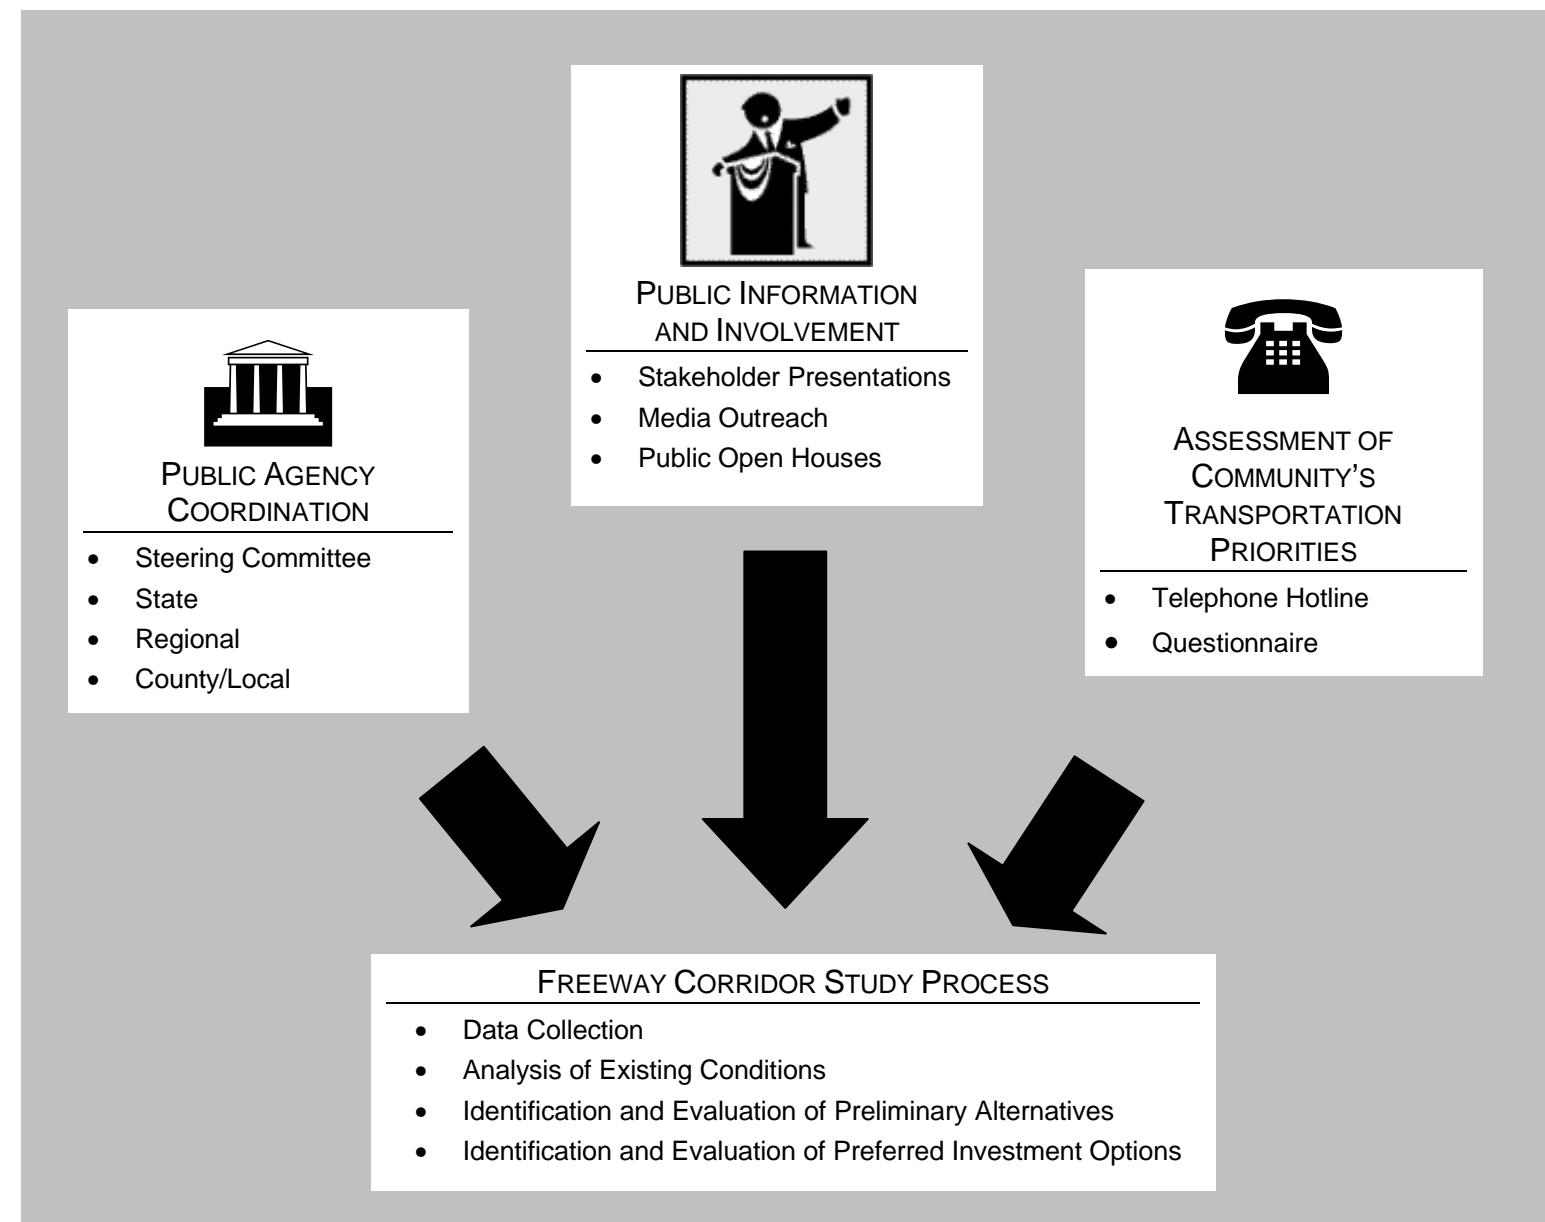 PUBLIC INFORMATION
AND INVOLVEMENT
• Stakeholder Presentations
• Media Outreach
• Public Open Houses
PUBLIC AGENCY
COORDINATION
• Steering Committee
• State
• Regional
• County/Local
ASSESSMENT OF
COMMUNITY'S
TRANSPORTATION
PRIORITIES
• Telephone Hotline
• Questionnaire
FREEWAY CORRIDOR STUDY PROCESS
• Data Collection
• Analysis of Existing Conditions
• Identification and Evaluation of Preliminary Alternatives
• Identification and Evaluation of Preferred Investment Options